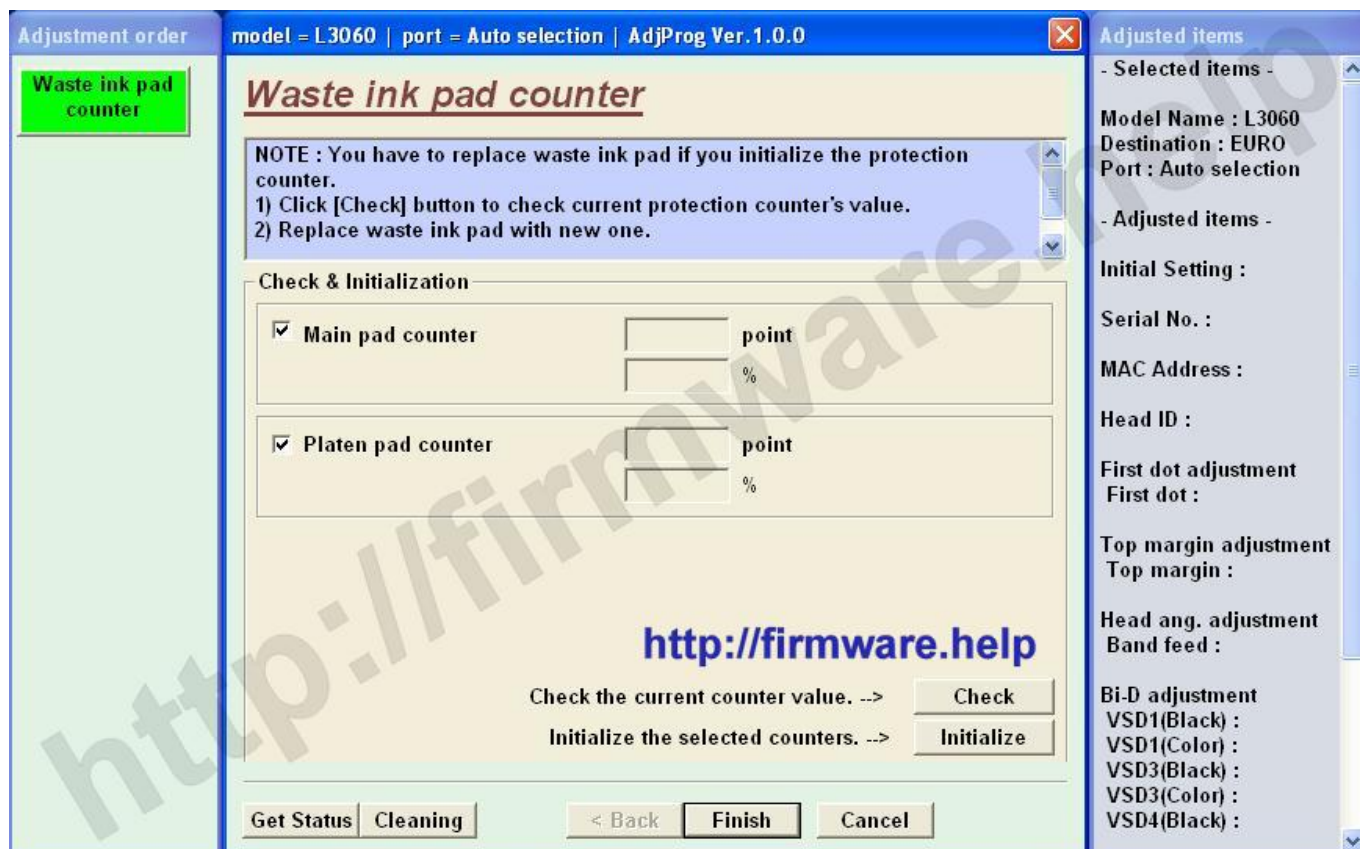 Adjustment order
Waste ink pad
counter
model = L3060 | port = Auto selection | AdjProg Ver.1.0.0
Waste ink pad counter
NOTE : You have to replace waste ink pad if you initialize the protection
counter.
1) Click [Check] button to check current protection counter's value.
2) Replace waste ink pad with new one.
Check & Initialization
Main pad counter
point
%
Platen pad counter
point
%
http://firmware.help
Check the current counter value. -->
Check
Initialize the selected counters. -->
Initialize
Get Status
Cleaning
< Back
Finish
Cancel
Adjusted items
- Selected items -
Model Name : L3060
Destination : EURO
Port : Auto selection
- Adjusted items -
Initial Setting :
Serial No. :
MAC Address :
Head ID :
First dot adjustment
First dot :
Top margin adjustment
Top margin :
Head ang. adjustment
Band feed :
Bi-D adjustment
VSD1(Black) :
VSD1(Color) :
VSD3(Black) :
VSD3(Color) :
VSD4(Black) :
http://firmware.help